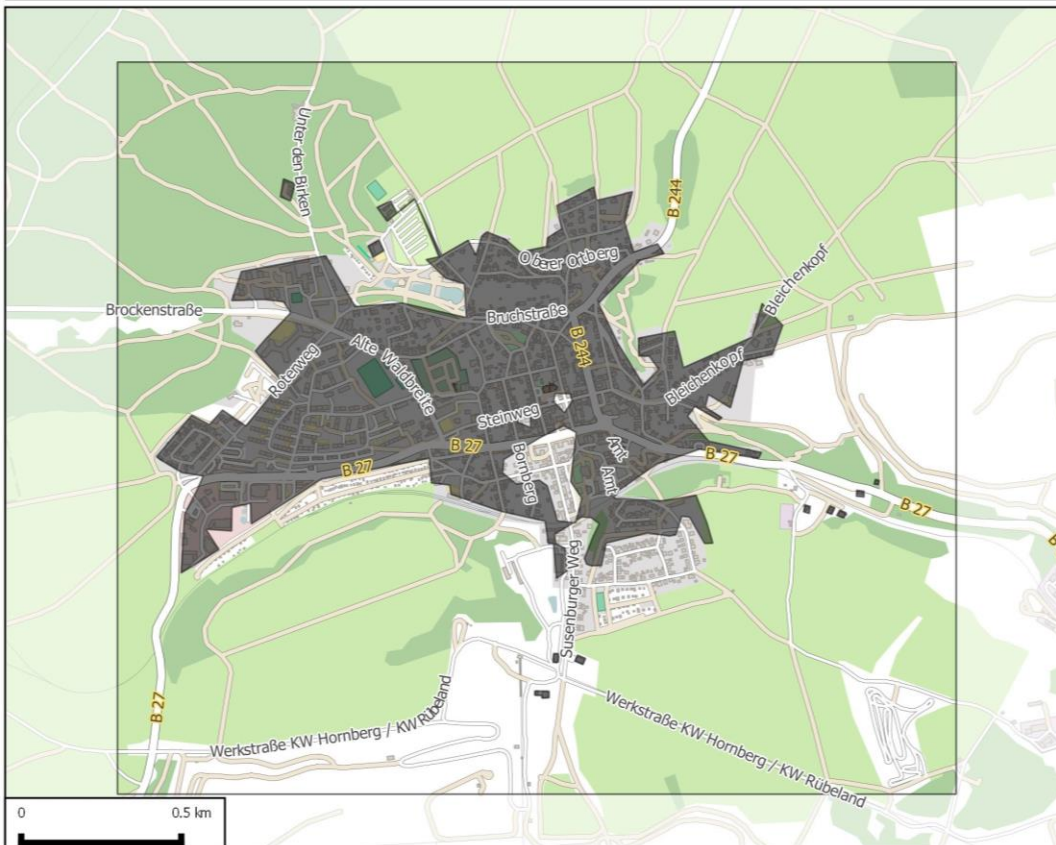 Unter den Birken
B 244
Oberer Ortberg
Bleichenkopf
Brockenstraße
Bruchstraße
Alte Waldbreite
B 244
Roterweg
Bleichenkopf
Steinweg
B 27
B 27
Bornberg
Amt
Amt
B 27
B 27
Susenburger Weg
B 27
Werkstraße KW Hornberg / KW Rübeland
Werkstraße KW Hornberg / KW Rübeland
0
0.5 km